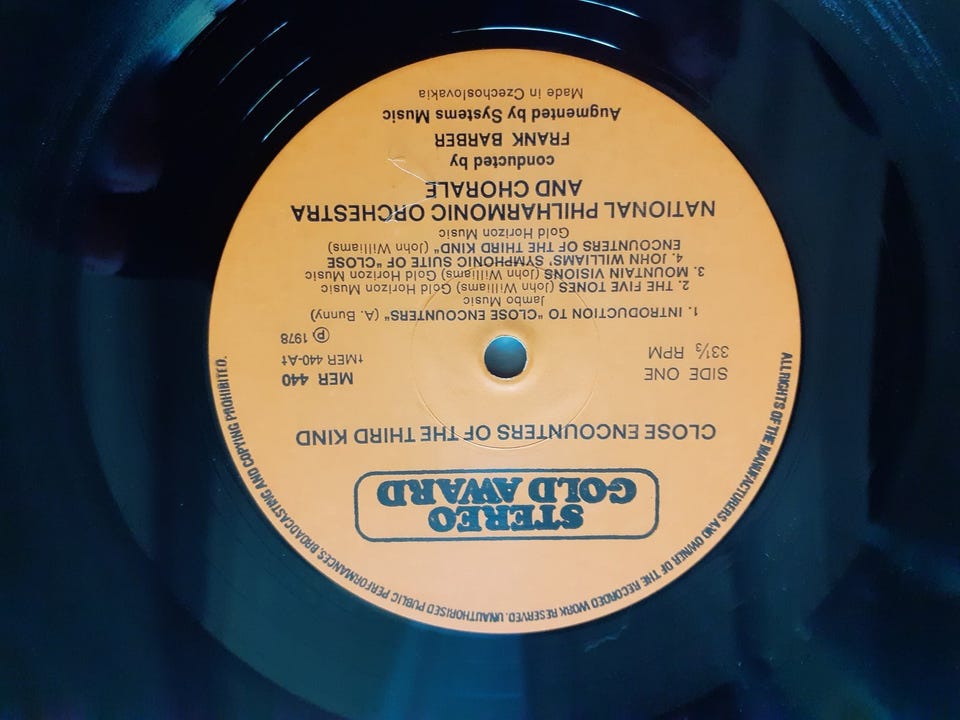 STEREO
GOLD AWARD
CLOSE ENCOUNTERS OF THE THIRD KIND
SIDE ONE
33⅓ RPM
MER 440
†MER 440-A†
℗ 1978
1. INTRODUCTION TO "CLOSE ENCOUNTERS" (A. Bunny)
Jambo Music
2. THE FIVE TONES (John Williams) Gold Horizon Music
3. MOUNTAIN VISIONS (John Williams) Gold Horizon Music
4. JOHN WILLIAMS' SYMPHONIC SUITE OF "CLOSE
ENCOUNTERS OF THE THIRD KIND" (John Williams)
Gold Horizon Music
NATIONAL PHILHARMONIC ORCHESTRA
AND CHORALE
conducted by
FRANK BARBER
Augmented by Systems Music
Made in Czechoslovakia
ALL RIGHTS OF THE MANUFACTURERS AND OWNER OF THE RECORDED WORK RESERVED. UNAUTHORISED PUBLIC PERFORMANCES, BROADCASTING AND COPYING PROHIBITED.